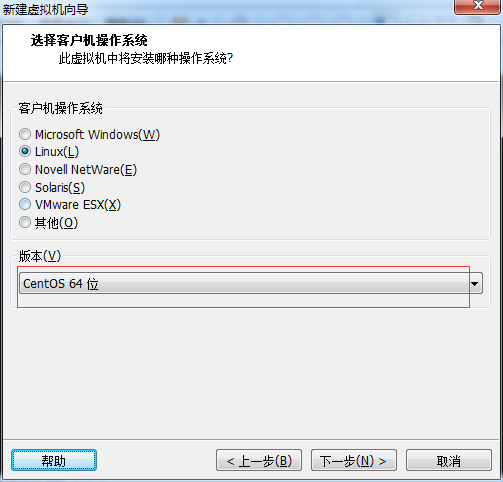 新建虚拟机向导
选择客户机操作系统
此虚拟机中将安装哪种操作系统?
客户机操作系统
Microsoft Windows(W)
Linux(L)
Novell NetWare(E)
Solaris(S)
VMware ESX(X)
其他(O)
版本(V)
CentOS 64 位
帮助
< 上一步(B)
下一步(N) >
取消